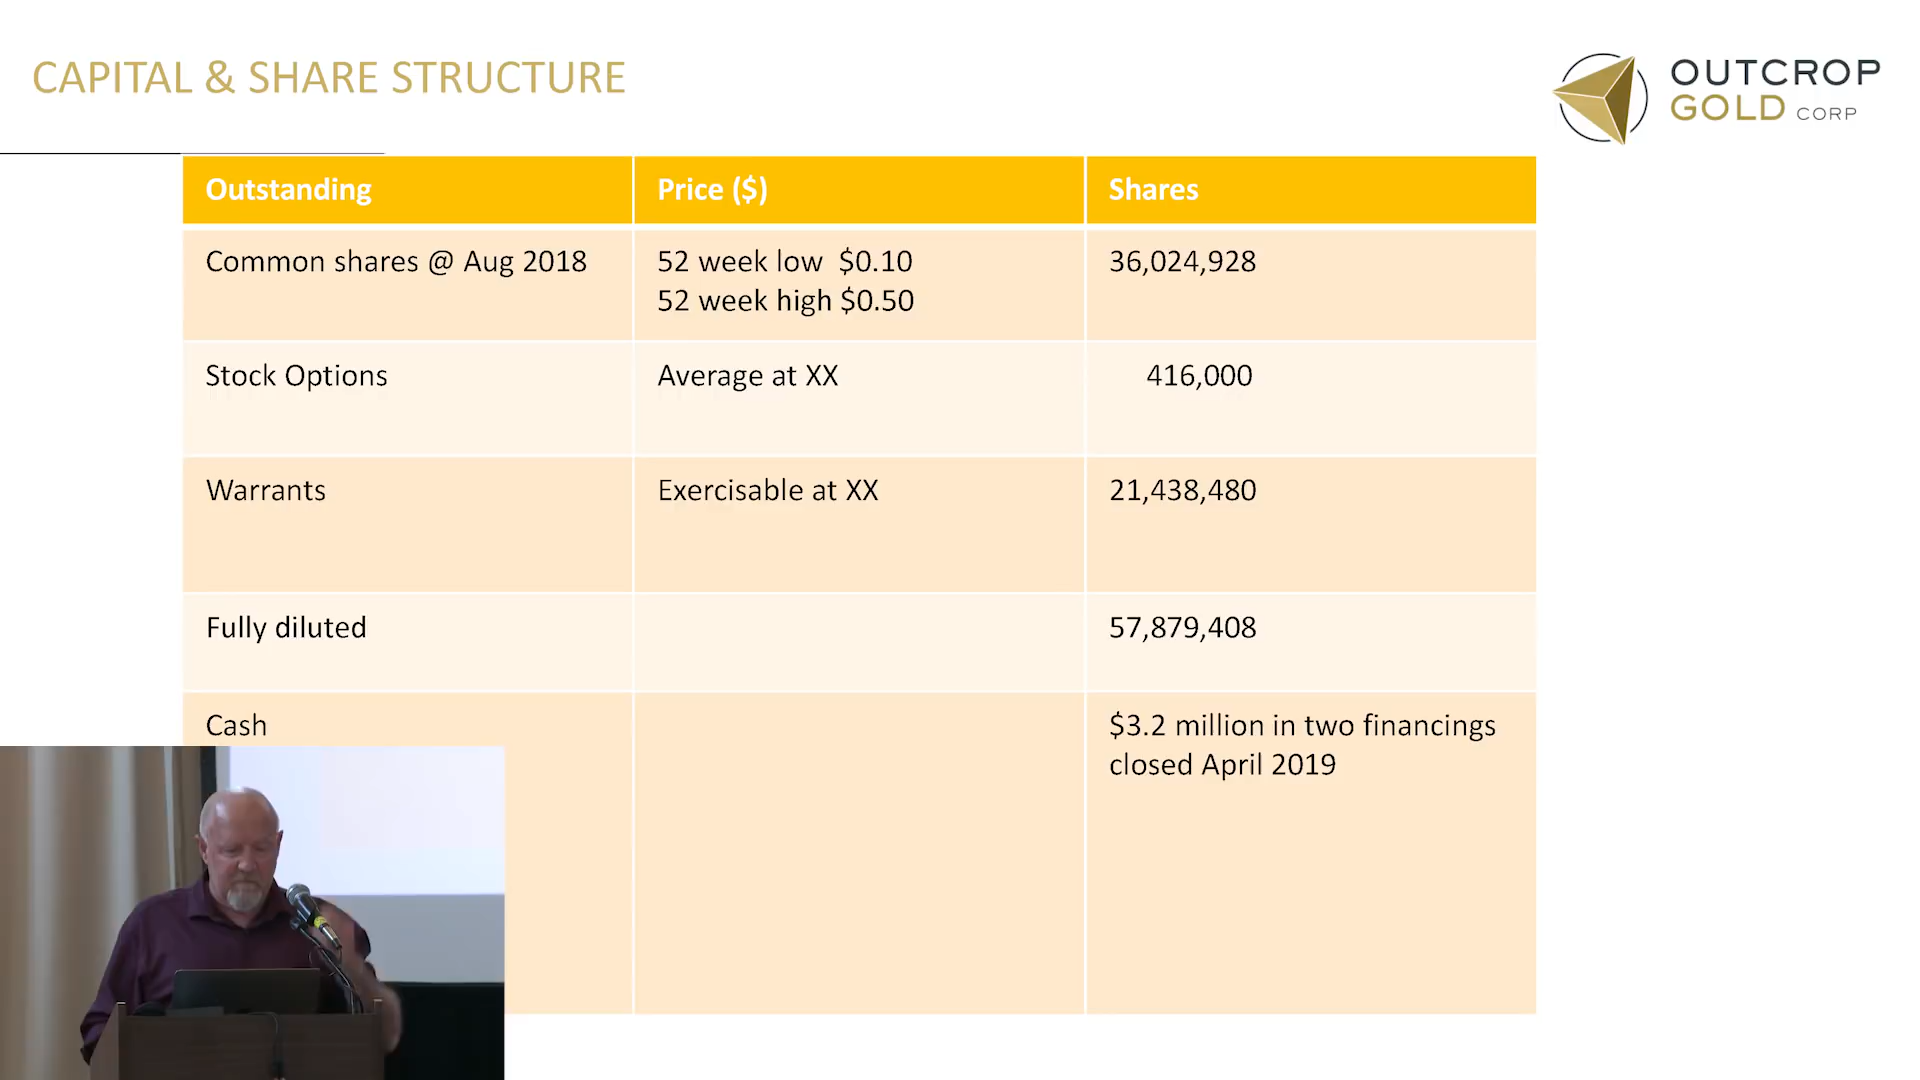 CAPITAL & SHARE STRUCTURE
OUTCROP
GOLD CORP
Outstanding Price ($) Shares
Common shares @ Aug 2018 52 week low $0.10 36,024,928
52 week high $0.50
Stock Options Average at XX 416,000
Warrants Exercisable at XX 21,438,480
Fully diluted 57,879,408
Cash $3.2 million in two financings
closed April 2019